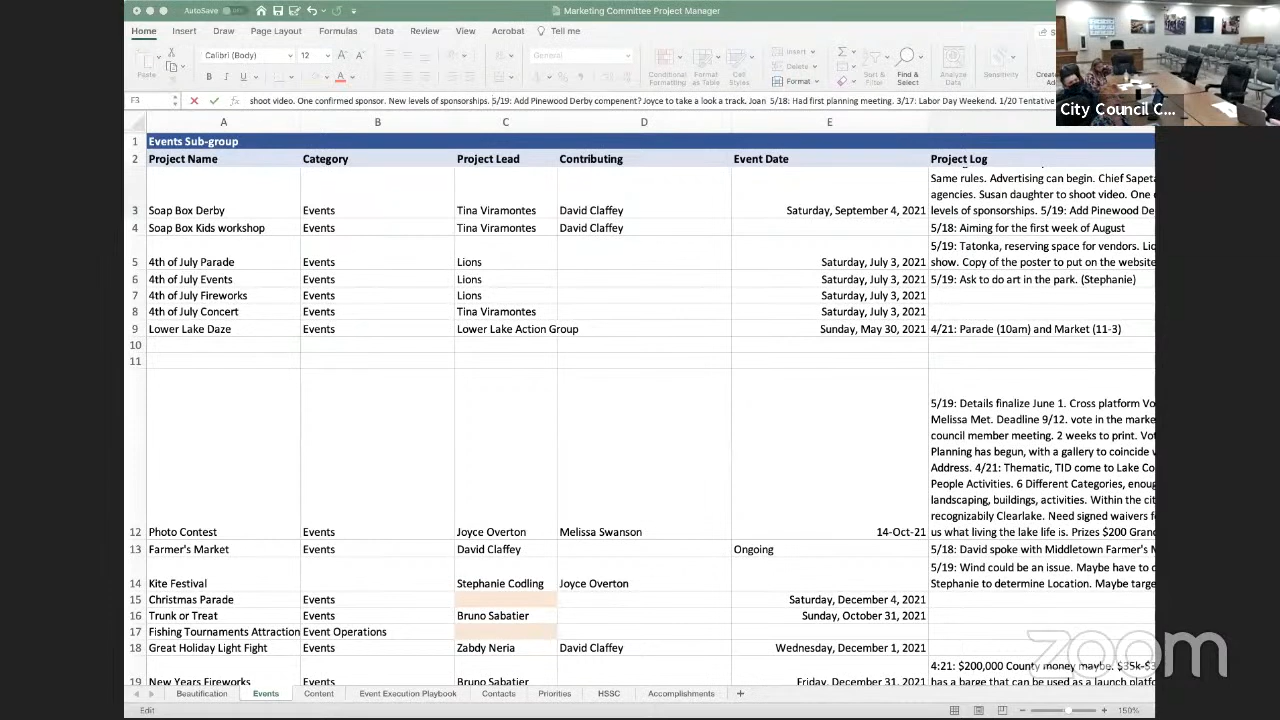 AutoSave OFF
Marketing Committee Project Manager
Home Insert Draw Page Layout Formulas Data Review View Acrobat Tell me
Paste
Calibri (Body) 12
General
Conditional Formatting
Format as Table
Cell Styles
Insert
Delete
Format
Sort & Filter
Find & Select
Analyze Data
Sensitivity
City Council C...
F3 fx shoot video. One confirmed sponsor. New levels of sponsorships. 5/19: Add Pinewood Derby compenent? Joyce to take a look a track. Joan 5/18: Had first planning meeting. 3/17: Labor Day Weekend. 1/20 Tentative
A B C D E
1 Events Sub-group
2 Project Name Category Project Lead Contributing Event Date Project Log
Same rules. Advertising can begin. Chief Sapeta
agencies. Susan daughter to shoot video. One
3 Soap Box Derby Events Tina Viramontes David Claffey Saturday, September 4, 2021 levels of sponsorships. 5/19: Add Pinewood De
4 Soap Box Kids workshop Events Tina Viramontes David Claffey 5/18: Aiming for the first week of August
5/19: Tatonka, reserving space for vendors. Lio
5 4th of July Parade Events Lions Saturday, July 3, 2021 show. Copy of the poster to put on the website
6 4th of July Events Events Lions Saturday, July 3, 2021 5/19: Ask to do art in the park. (Stephanie)
7 4th of July Fireworks Events Lions Saturday, July 3, 2021
8 4th of July Concert Events Tina Viramontes Saturday, July 3, 2021
9 Lower Lake Daze Events Lower Lake Action Group Sunday, May 30, 2021 4/21: Parade (10am) and Market (11-3)
10
11
5/19: Details finalize June 1. Cross platform Vo
Melissa Met. Deadline 9/12. vote in the marke
council member meeting. 2 weeks to print. Vot
Planning has begun, with a gallery to coincide
Address. 4/21: Thematic, TID come to Lake Co
People Activities. 6 Different Categories, enoug
landscaping, buildings, activities. Within the cit
recognizabily Clearlake. Need signed waivers f
12 Photo Contest Events Joyce Overton Melissa Swanson 14-Oct-21 us what living the lake life is. Prizes $200 Gran
13 Farmer's Market Events David Claffey Ongoing 5/18: David spoke with Middletown Farmer's M
5/19: Wind could be an issue. Maybe have to
14 Kite Festival Stephanie Codling Joyce Overton Stephanie to determine Location. Maybe targe
15 Christmas Parade Events Saturday, December 4, 2021
16 Trunk or Treat Events Bruno Sabatier Sunday, October 31, 2021
17 Fishing Tournaments Attraction Event Operations
18 Great Holiday Light Fight Events Zabdy Neria David Claffey Wednesday, December 1, 2021
4:21: $200,000 County money maybe. $35k-$
19 New Years Fireworks Events Bruno Sabatier Friday, December 31, 2021 has a barge that can be used as a launch platfo
zoom
Beautification Events Content Event Execution Playbook Contacts Priorities HSSC Accomplishments +
Edit 150%